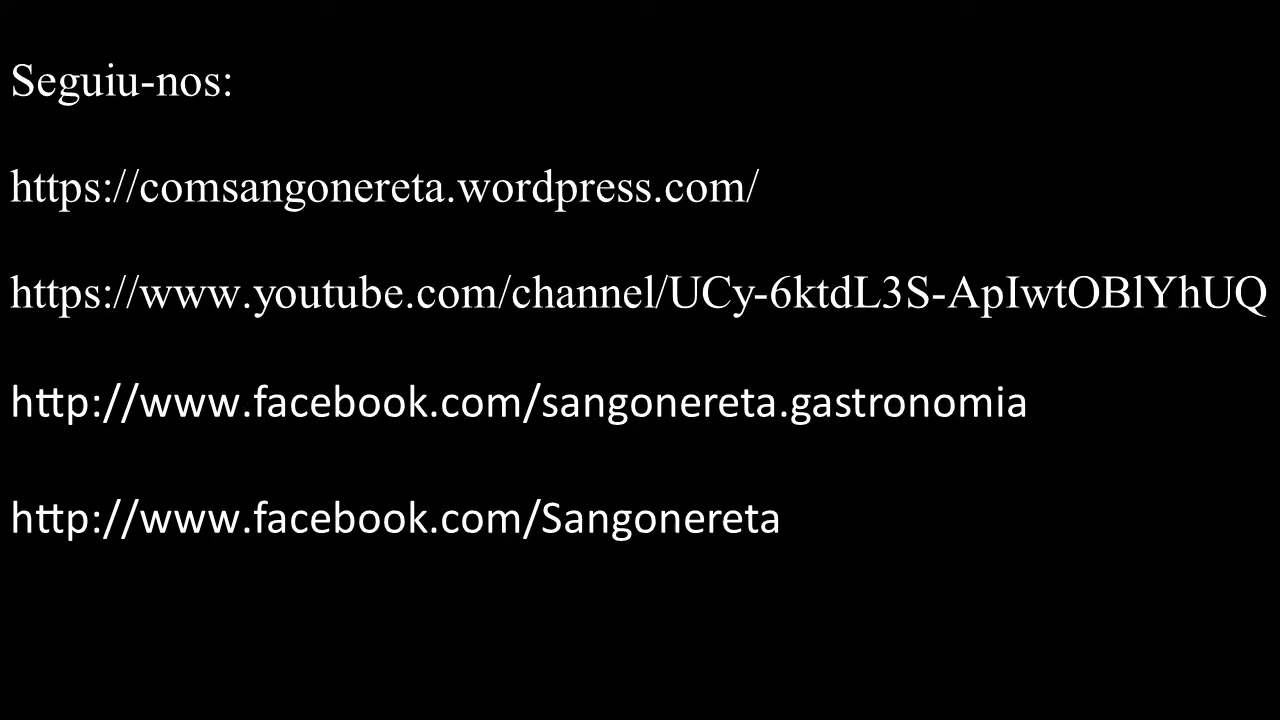 Seguiu-nos:
https://comsangonereta.wordpress.com/
https://www.youtube.com/channel/UCy-6ktdL3S-ApIwtOBlYhUQ
http://www.facebook.com/sangonereta.gastronomia
http://www.facebook.com/Sangonereta